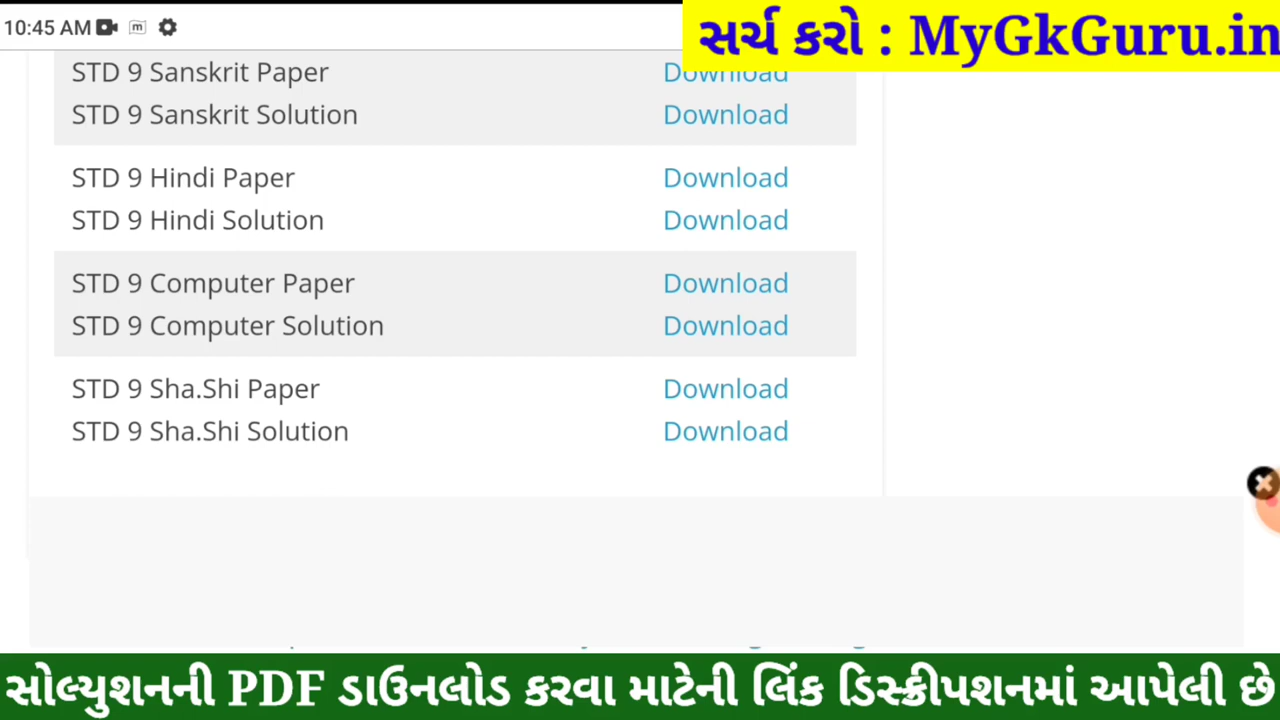 10:45 AM
સર્ચ કરો : MyGkGuru.in
STD 9 Sanskrit Paper Download
STD 9 Sanskrit Solution Download
STD 9 Hindi Paper Download
STD 9 Hindi Solution Download
STD 9 Computer Paper Download
STD 9 Computer Solution Download
STD 9 Sha.Shi Paper Download
STD 9 Sha.Shi Solution Download
સોલ્યુશનની PDF ડાઉનલોડ કરવા માટેની લિંક ડિસ્ક્રીપશનમાં આપેલી છે